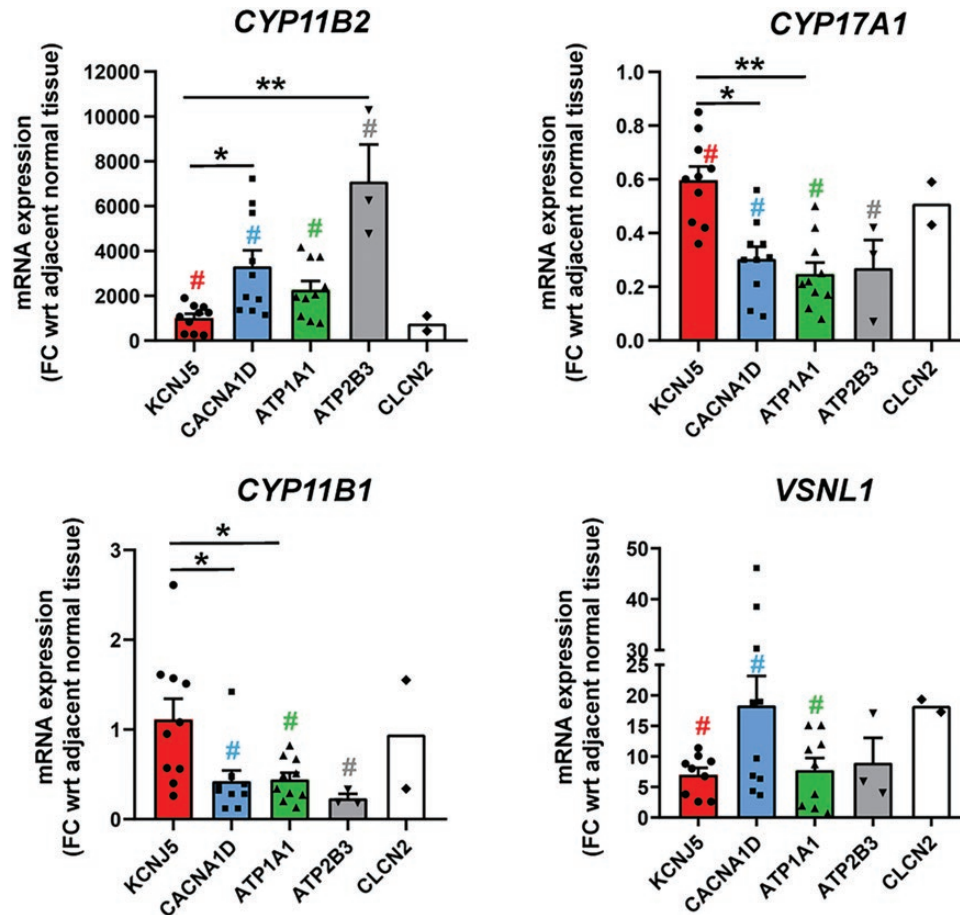 CYP11B2
mRNA expression
(FC wrt adjacent normal tissue)
12000
10000
8000
6000
4000
2000
0
**
*
#
#
#
#
KCNJ5
CACNA1D
ATP1A1
ATP2B3
CLCN2
CYP17A1
mRNA expression
(FC wrt adjacent normal tissue)
1.0
0.8
0.6
0.4
0.2
0.0
**
*
#
#
#
#
KCNJ5
CACNA1D
ATP1A1
ATP2B3
CLCN2
CYP11B1
mRNA expression
(FC wrt adjacent normal tissue)
3
2
1
0
*
*
#
#
#
KCNJ5
CACNA1D
ATP1A1
ATP2B3
CLCN2
VSNL1
mRNA expression
(FC wrt adjacent normal tissue)
50
40
30
25
20
15
10
5
0
#
#
#
KCNJ5
CACNA1D
ATP1A1
ATP2B3
CLCN2